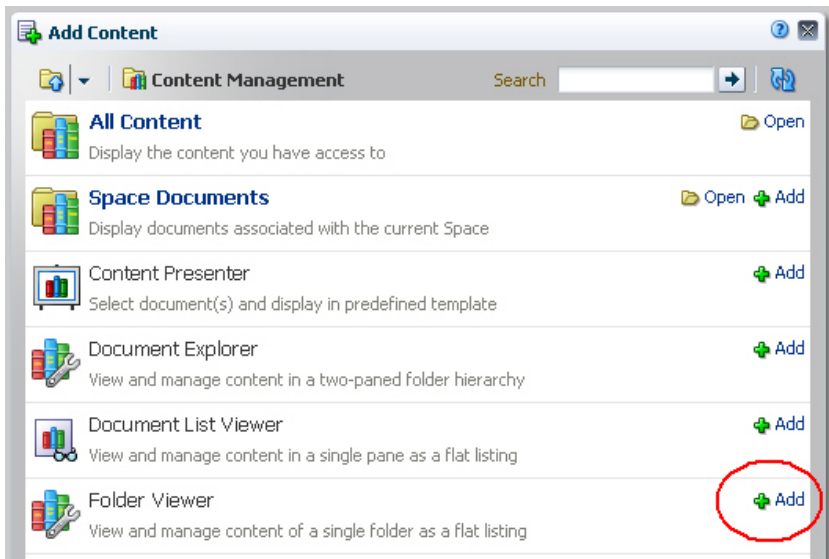 Add Content
Content Management Search
All Content Open
Display the content you have access to
Space Documents Open Add
Display documents associated with the current Space
Content Presenter Add
Select document(s) and display in predefined template
Document Explorer Add
View and manage content in a two-paned folder hierarchy
Document List Viewer Add
View and manage content in a single pane as a flat listing
Folder Viewer Add
View and manage content of a single folder as a flat listing